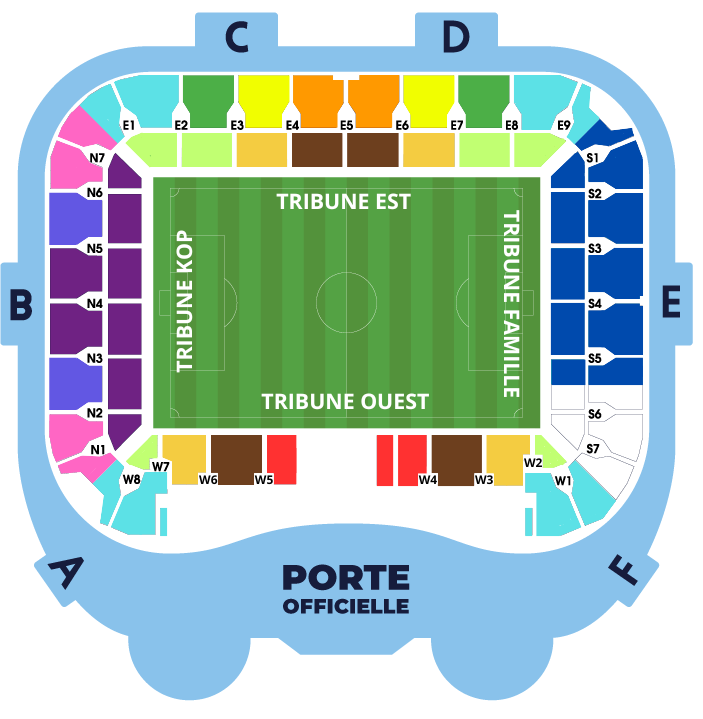 C
D
E1
E2
E3
E4
E5
E6
E7
E8
E9
N7
S1
N6
S2
TRIBUNE EST
N5
S3
TRIBUNE KOP
TRIBUNE FAMILLE
B
N4
S4
E
N3
S5
TRIBUNE OUEST
N2
S6
N1
S7
W8
W7
W6
W5
W4
W3
W2
W1
A
F
PORTE
OFFICIELLE